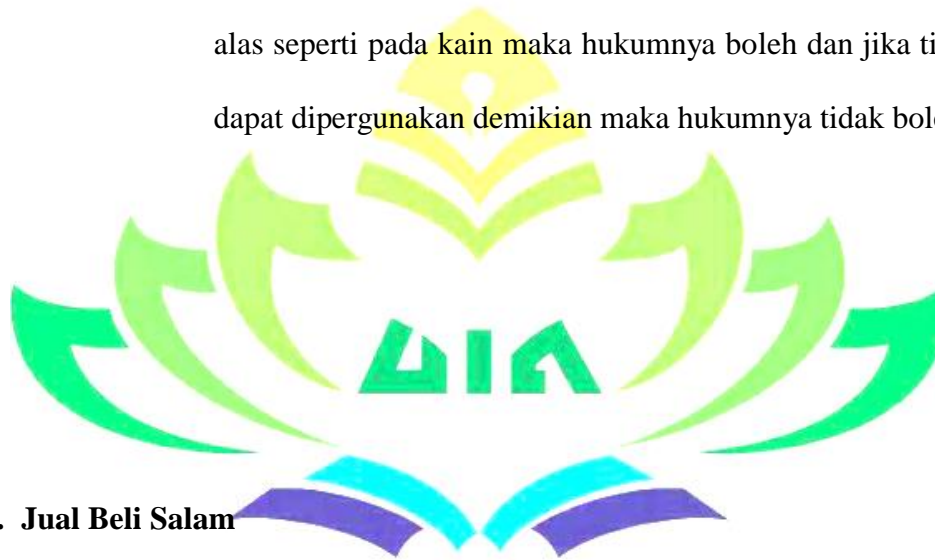 alas seperti pada kain maka hukumnya boleh dan jika ti
dapat dipergunakan demikian maka hukumnya tidak bol
UIN
. Jual Beli Salam